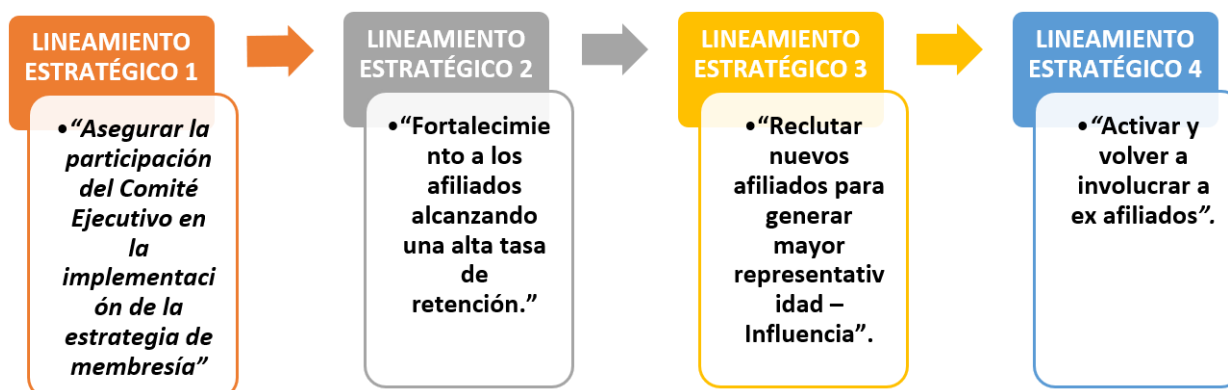 LINEAMIENTO
ESTRATÉGICO 1
•“Asegurar la
participación
del Comité
Ejecutivo en
la
implementaci
ón de la
estrategia de
membresía”
LINEAMIENTO
ESTRATÉGICO 2
•“Fortalecimie
nto a los
afiliados
alcanzando
una alta tasa
de
retención.”
LINEAMIENTO
ESTRATÉGICO 3
•“Reclutar
nuevos
afiliados para
generar
mayor
representativ
idad –
Influencia”.
LINEAMIENTO
ESTRATÉGICO 4
•“Activar y
volver a
involucrar a
ex afiliados”.